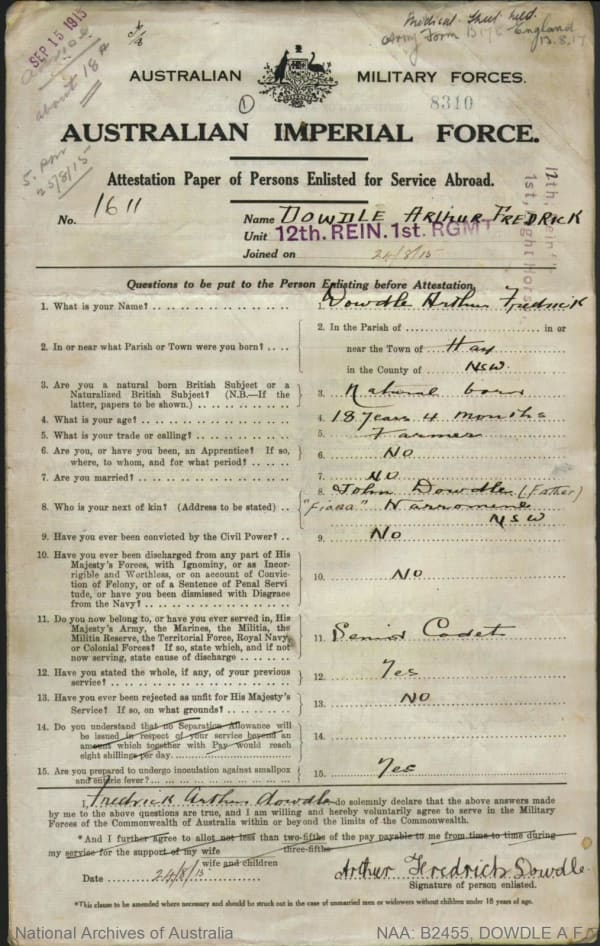 SEP 15 1915
Medical Sheet held.
Army Form B178 England
13.8.17
about 18
AUSTRALIAN MILITARY FORCES.
1
8310
AUSTRALIAN IMPERIAL FORCE.
5. pm
25/8/15
Attestation Paper of Persons Enlisted for Service Abroad.
12th. Rein
1st. Light Horse.
No. 1611
Name DOWDLE ARTHUR FREDRICK
Unit 12th. REIN. 1st. RGMT
Joined on 24/8/15
Questions to be put to the Person Enlisting before Attestation.
1. What is your Name? 1. Dowdle Arthur Fredrick
2. In or near what Parish or Town were you born? 2. In the Parish of in or
near the Town of Hay
in the County of NSW.
3. Are you a natural born British Subject or a
Naturalized British Subject? (N.B.—If the
latter, papers to be shown.) 3. Natural born
4. What is your age? 4. 18 years 4 months
5. What is your trade or calling? 5. Farmer
6. Are you, or have you been, an Apprentice? If so,
where, to whom, and for what period? 6. No
7. Are you married? 7. No
8. Who is your next of kin? (Address to be stated) 8. John Dowdle (Father)
Narromine
NSW
9. Have you ever been convicted by the Civil Power? 9. No
10. Have you ever been discharged from any part of His
Majesty's Forces, with Ignominy, or as Incor-
rigible and Worthless, or on account of Convic-
tion of Felony, or of a Sentence of Penal Servi
tude, or have you been dismissed with Disgrace
from the Navy? 10. No
11. Do you now belong to, or have you ever served in, His
Majesty's Army, the Marines, the Militia, the
Militia Reserve, the Territorial Force, Royal Navy,
or Colonial Forces? If so, state which, and if not
now serving, state cause of discharge 11. Senior Cadet
12. Have you stated the whole, if any, of your previous
service? 12. Yes
13. Have you ever been rejected as unfit for His Majesty's
Service? If so, on what grounds? 13. No
14. Do you understand that no Separation Allowance will
be issued in respect of your service beyond an
amount which together with Pay would reach
eight shillings per day. 14.
15. Are you prepared to undergo inoculation against smallpox
and enteric fever? 15. Yes
I, Fredrick Arthur Dowdle do solemnly declare that the above answers made
by me to the above questions are true, and I am willing and hereby voluntarily agree to serve in the Military
Forces of the Commonwealth of Australia within or beyond the limits of the Commonwealth.
*And I further agree to allot not less than two-fifths of the pay payable to me from time to time during
three-fifths
my service for the support of my wife
wife and children
Date 24/8/15 Arthur Fredrick Dowdle
Signature of person enlisted.
*This clause to be amended where necessary and should be struck out in the case of unmarried men or widowers without children under 18 years of age.
National Archives of Australia NAA: B2455, DOWDLE A F